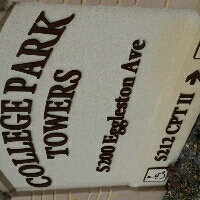 COLLEGE PARK
TOWERS
5200 Eggleston Ave
5212 CPT II